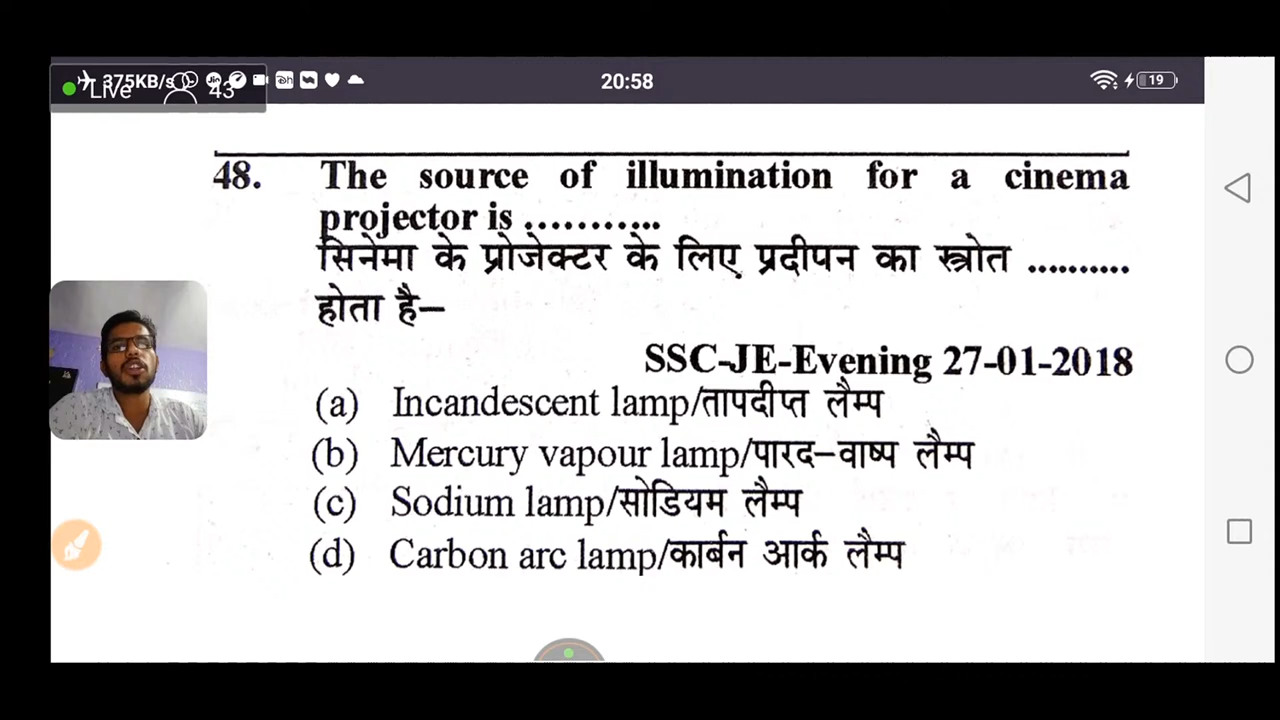 375KB/s
20:58
19
Live 43
48. The source of illumination for a cinema
projector is ...........
सिनेमा के प्रोजेक्टर के लिए प्रदीपन का स्त्रोत ..........
होता है–
SSC-JE-Evening 27-01-2018
(a) Incandescent lamp/तापदीप्त लैम्प
(b) Mercury vapour lamp/पारद–वाष्प लैम्प
(c) Sodium lamp/सोडियम लैम्प
(d) Carbon arc lamp/कार्बन आर्क लैम्प